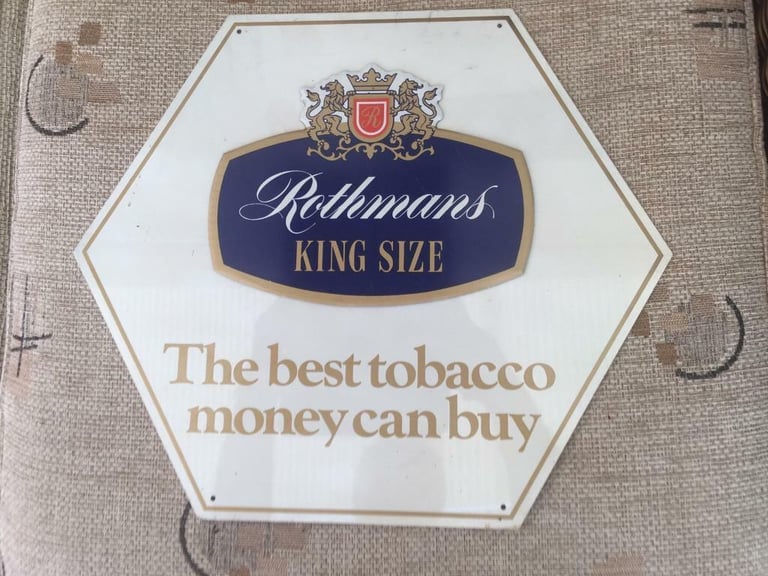 R
Rothmans
KING SIZE
The best tobacco
money can buy